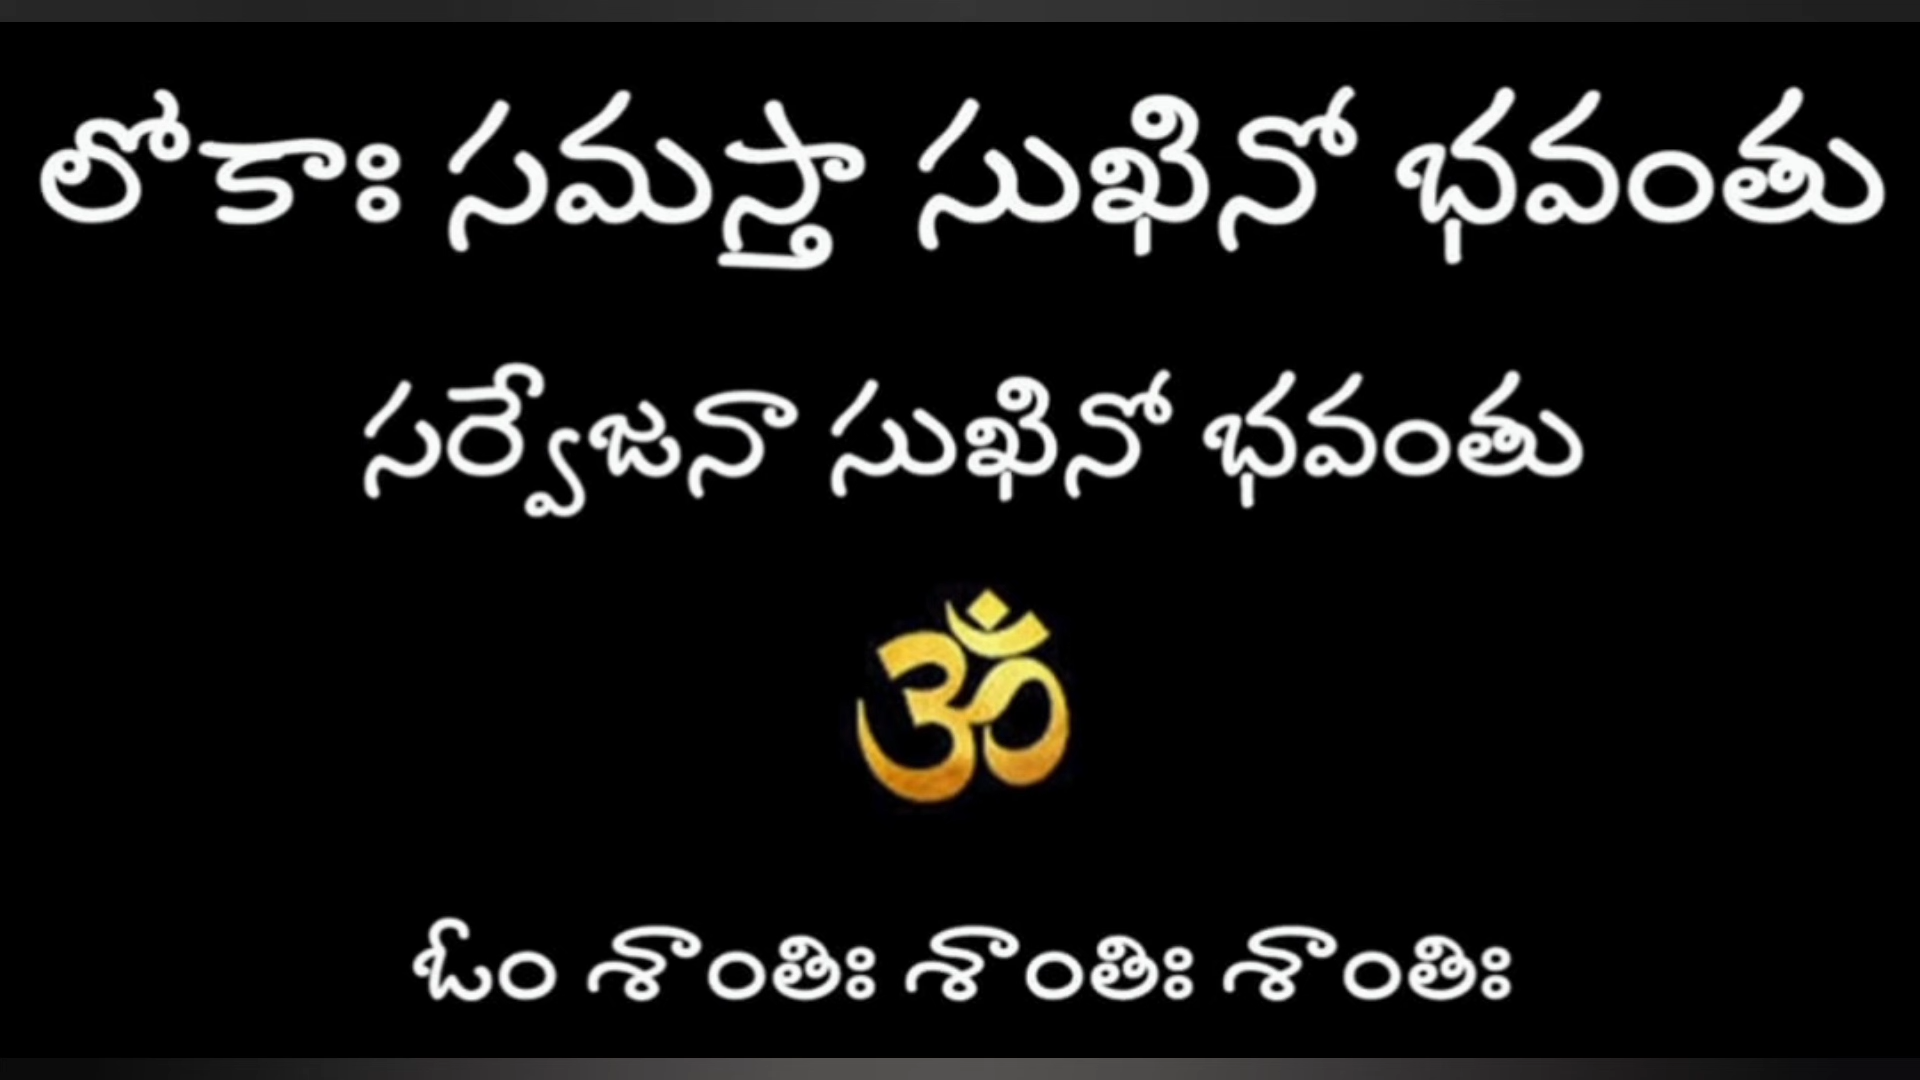 లోకాః సమస్తా సుఖినో భవంతు
సర్వేజనా సుఖినో భవంతు
ॐ
ఓం శాంతిః శాంతిః శాంతిః